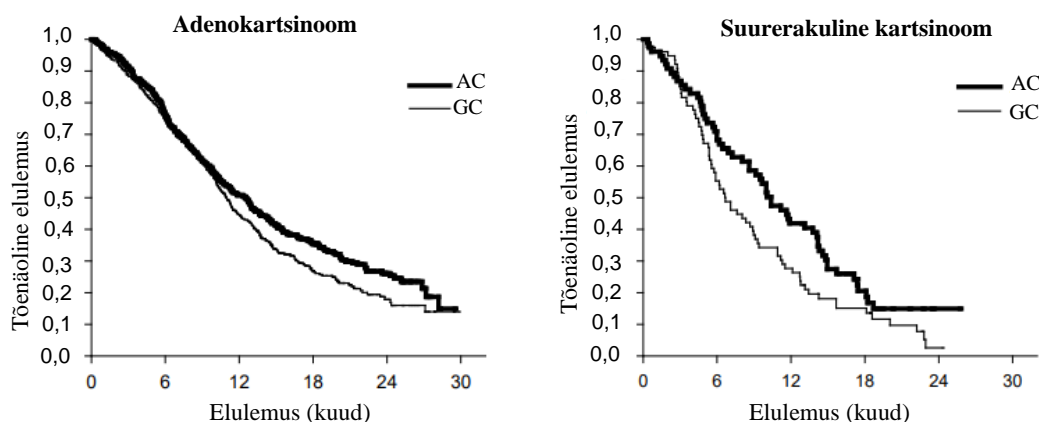 Adenokartsinoom
AC
GC
Tõenäoline elulemus
1,0
0,9
0,8
0,7
0,6
0,5
0,4
0,3
0,2
0,1
0,0
0 6 12 18 24 30
Elulemus (kuud)
Suurerakuline kartsinoom
AC
GC
Tõenäoline elulemus
1,0
0,9
0,8
0,7
0,6
0,5
0,4
0,3
0,2
0,1
0,0
0 6 12 18 24 30
Elulemus (kuud)